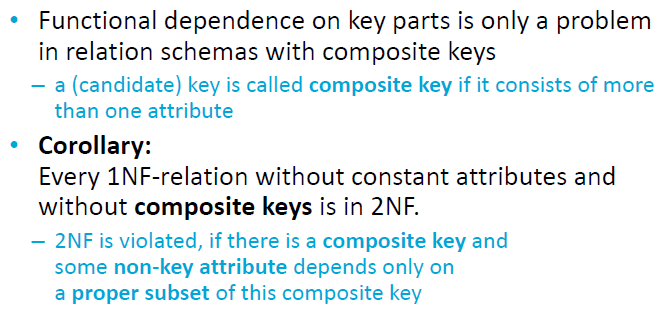 • Functional dependence on key parts is only a problem
in relation schemas with composite keys
– a (candidate) key is called composite key if it consists of more
than one attribute
• Corollary:
Every 1NF-relation without constant attributes and
without composite keys is in 2NF.
– 2NF is violated, if there is a composite key and
some non-key attribute depends only on
a proper subset of this composite key